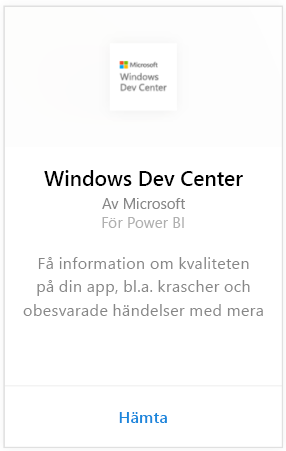 Microsoft
Windows
Dev Center
Windows Dev Center
Av Microsoft
För Power BI
Få information om kvaliteten
på din app, bl.a. krascher och
obesvarade händelser med mera
Hämta